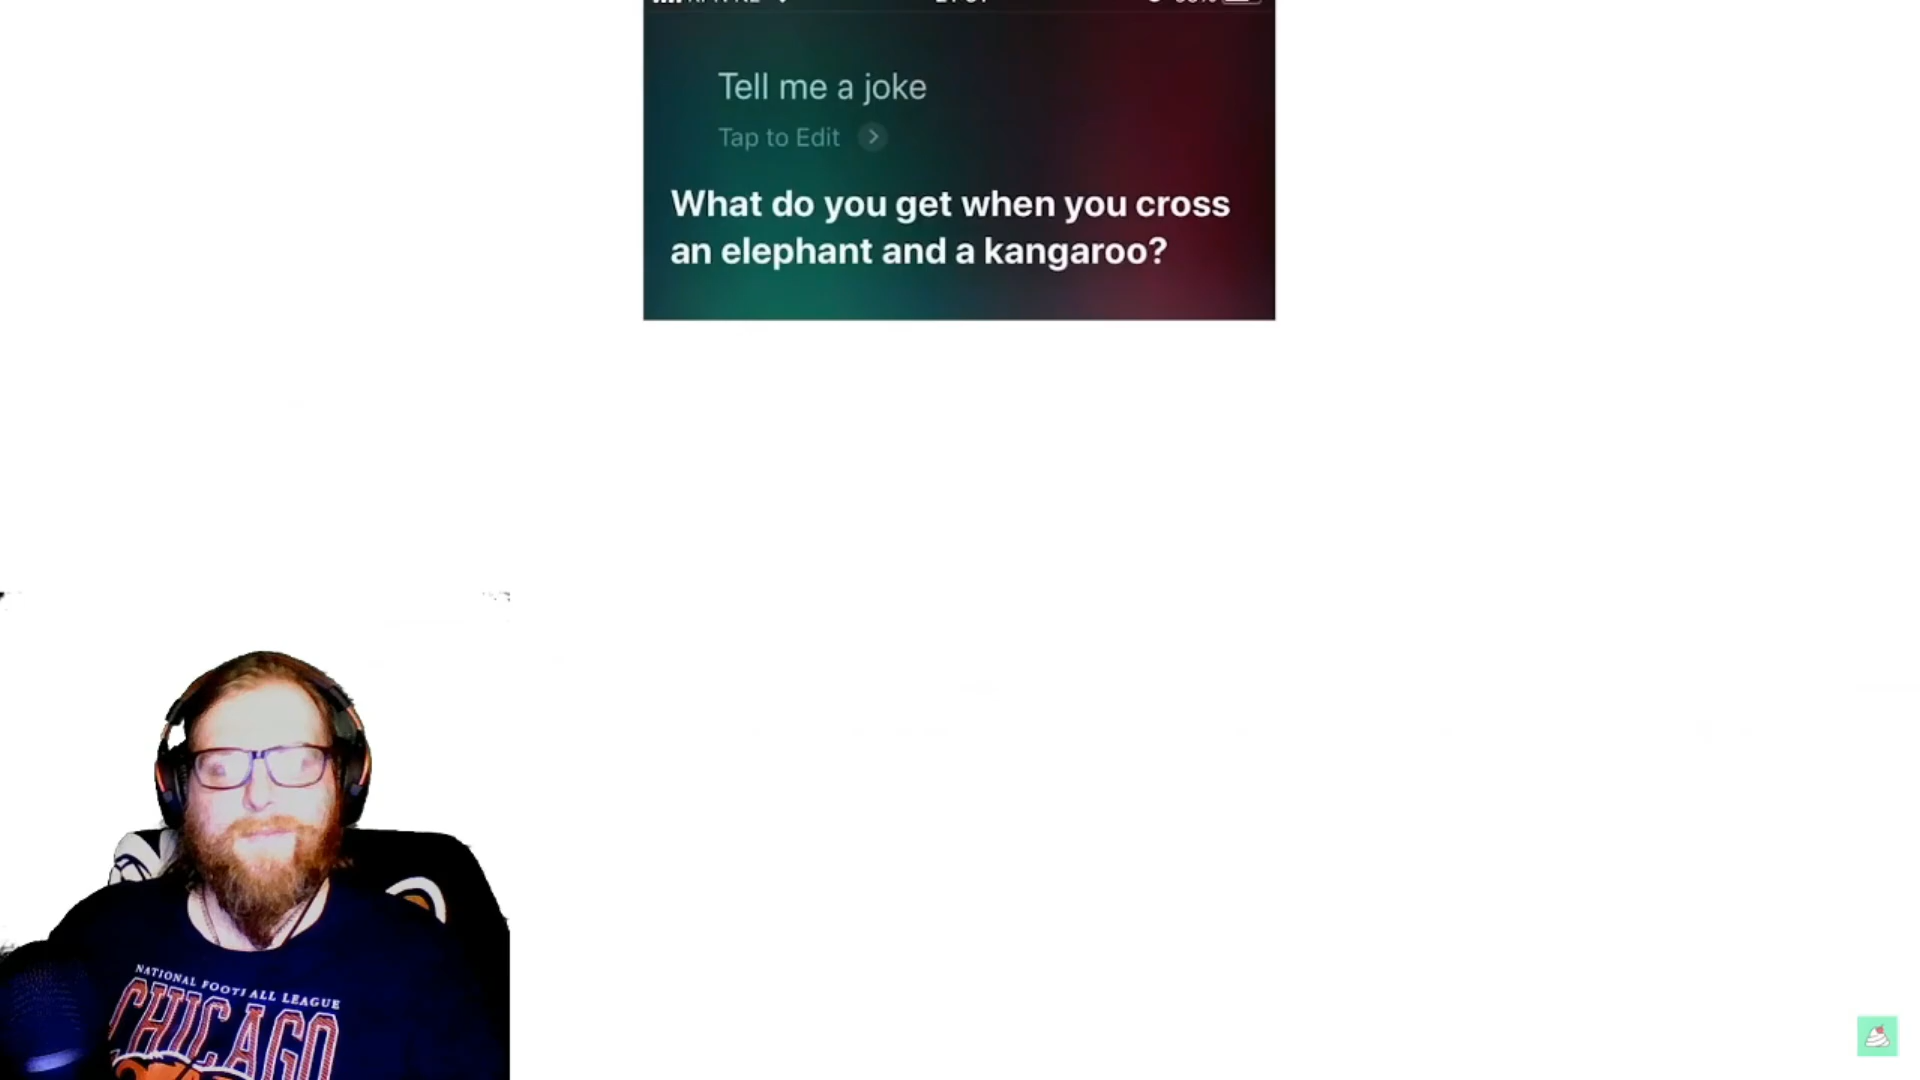 Tell me a joke
Tap to Edit
What do you get when you cross
an elephant and a kangaroo?
NATIONAL FOOTBALL LEAGUE
CHICAGO